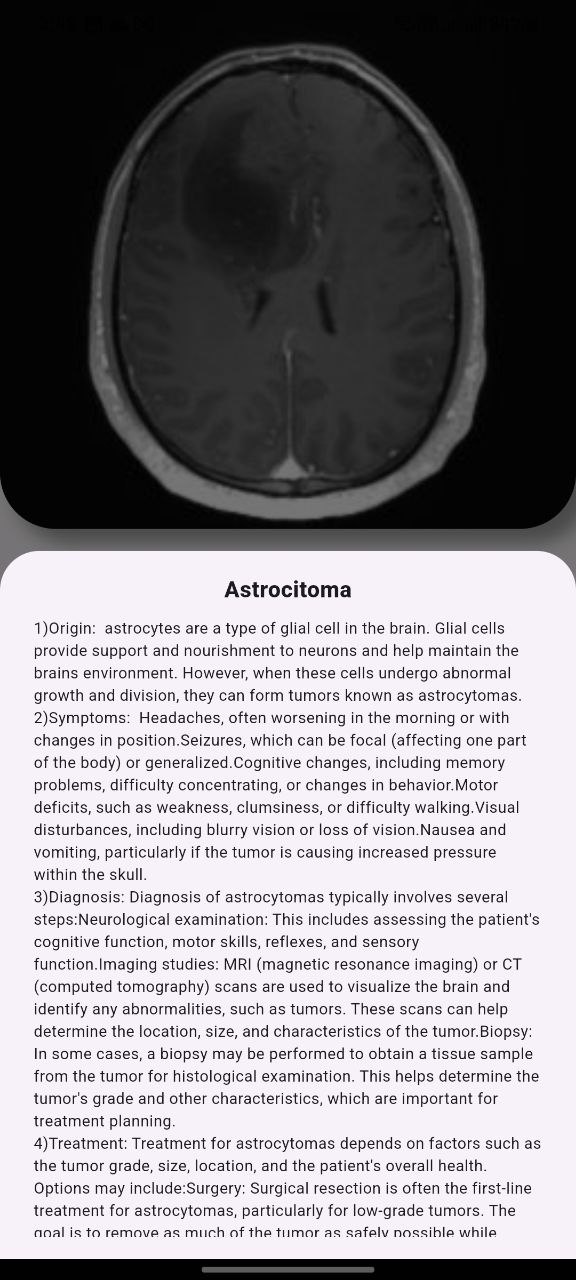 Astrocitoma
1)Origin:  astrocytes are a type of glial cell in the brain. Glial cells
provide support and nourishment to neurons and help maintain the
brains environment. However, when these cells undergo abnormal
growth and division, they can form tumors known as astrocytomas.
2)Symptoms:  Headaches, often worsening in the morning or with
changes in position.Seizures, which can be focal (affecting one part
of the body) or generalized.Cognitive changes, including memory
problems, difficulty concentrating, or changes in behavior.Motor
deficits, such as weakness, clumsiness, or difficulty walking.Visual
disturbances, including blurry vision or loss of vision.Nausea and
vomiting, particularly if the tumor is causing increased pressure
within the skull.
3)Diagnosis: Diagnosis of astrocytomas typically involves several
steps:Neurological examination: This includes assessing the patient's
cognitive function, motor skills, reflexes, and sensory
function.Imaging studies: MRI (magnetic resonance imaging) or CT
(computed tomography) scans are used to visualize the brain and
identify any abnormalities, such as tumors. These scans can help
determine the location, size, and characteristics of the tumor.Biopsy:
In some cases, a biopsy may be performed to obtain a tissue sample
from the tumor for histological examination. This helps determine the
tumor's grade and other characteristics, which are important for
treatment planning.
4)Treatment: Treatment for astrocytomas depends on factors such as
the tumor grade, size, location, and the patient's overall health.
Options may include:Surgery: Surgical resection is often the first-line
treatment for astrocytomas, particularly for low-grade tumors. The
goal is to remove as much of the tumor as safely possible while